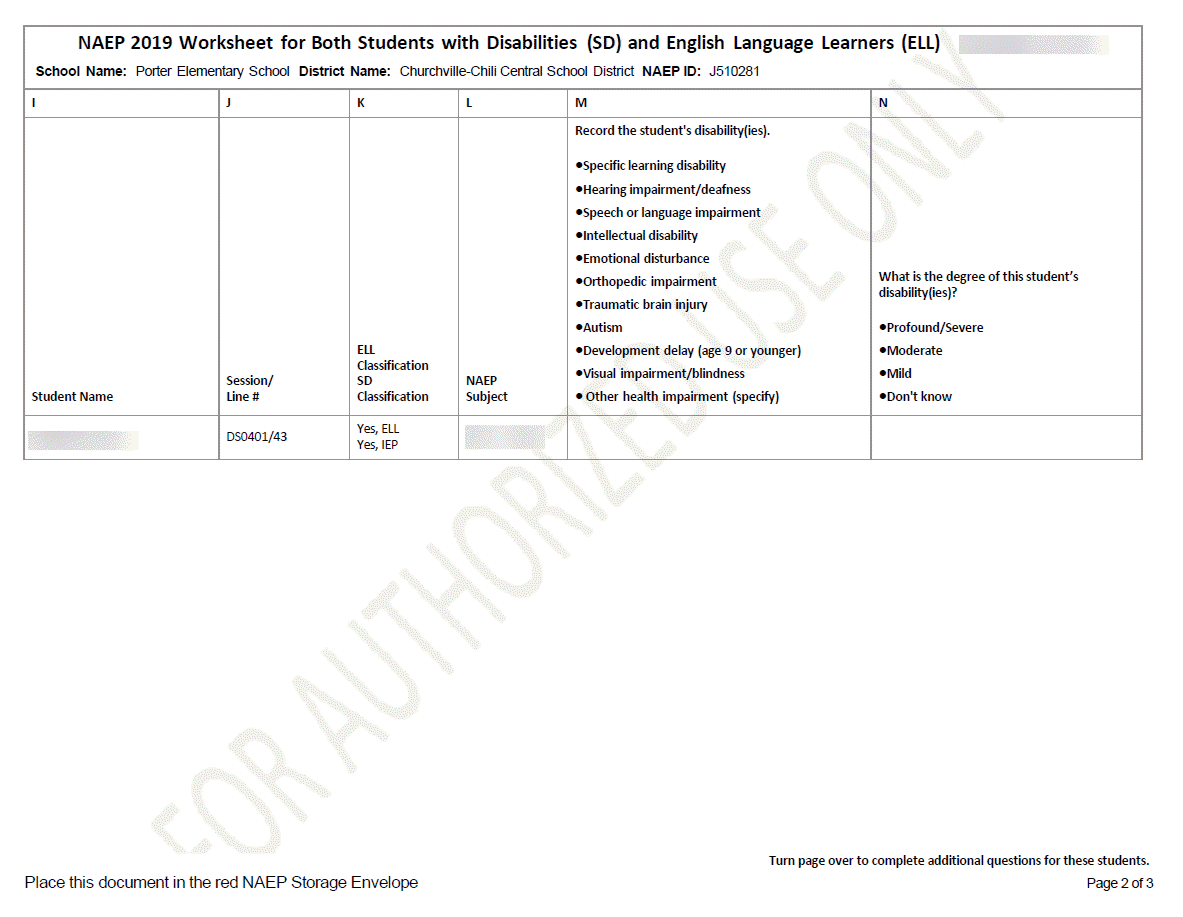 NAEP 2019 Worksheet for Both Students with Disabilities (SD) and English Language Learners (ELL)
School Name: Porter Elementary School District Name: Churchville-Chili Central School District NAEP ID: J510281
I J K L M N
Record the student's disability(ies).
●Specific learning disability
●Hearing impairment/deafness
●Speech or language impairment
●Intellectual disability
●Emotional disturbance
●Orthopedic impairment
●Traumatic brain injury
●Autism
●Development delay (age 9 or younger)
●Visual impairment/blindness
● Other health impairment (specify)
What is the degree of this student’s
disability(ies)?
●Profound/Severe
●Moderate
●Mild
●Don't know
Student Name
Session/
Line #
ELL
Classification
SD
Classification
NAEP
Subject
DS0401/43
Yes, ELL
Yes, IEP
FOR AUTHORIZED USE ONLY
Turn page over to complete additional questions for these students.
Place this document in the red NAEP Storage Envelope
Page 2 of 3